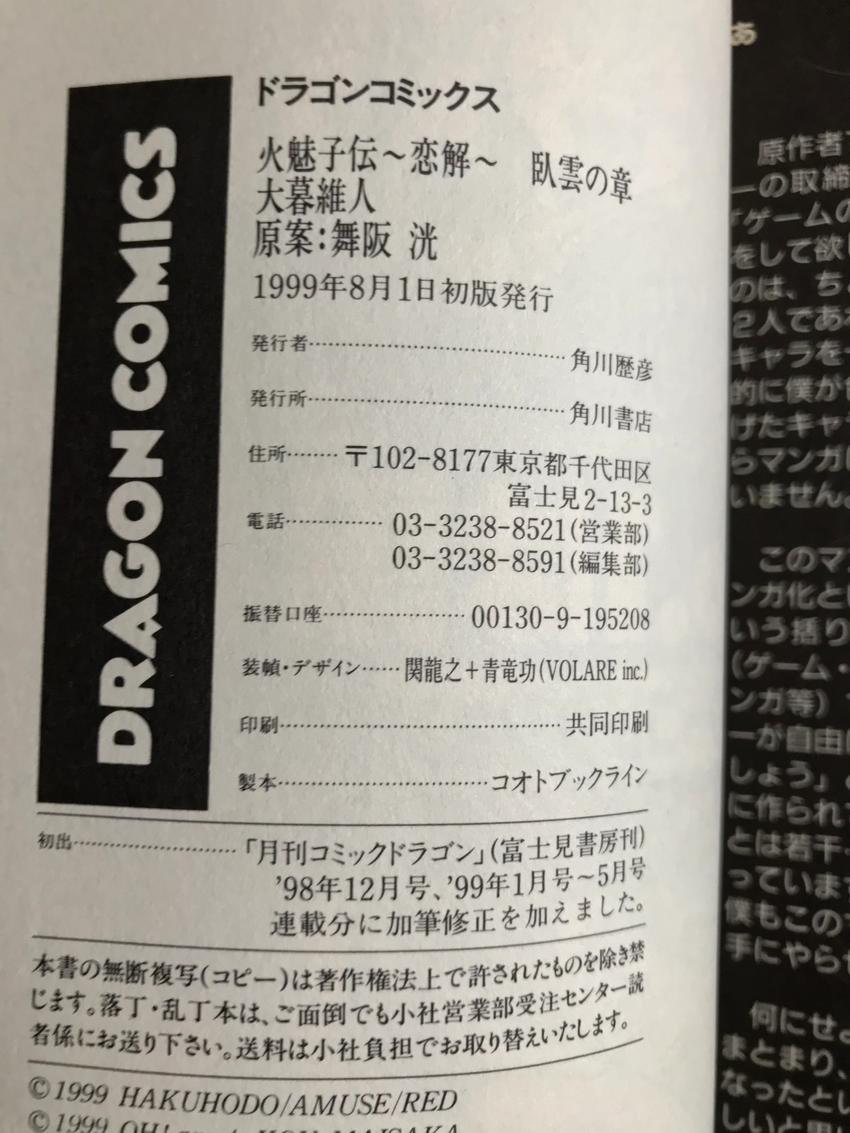 DRAGON COMICS
ドラゴンコミックス
火魅子伝～恋解～ 臥雲の章
大暮維人
原案:舞阪 洸
1999年8月1日初版発行
発行者……………………………角川歴彦
発行所……………………………角川書店
住所………〒102-8177東京都千代田区
富士見2-13-3
電話……………03-3238-8521(営業部)
03-3238-8591(編集部)
振替口座…………………00130-9-195208
装幀・デザイン……関龍之+青竜功(VOLARE inc.)
印刷……………………………………共同印刷
製本……………………………コオトブックライン
初出…………………「月刊コミックドラゴン」(富士見書房刊)
'98年12月号、'99年1月号～5月号
連載分に加筆修正を加えました。
本書の無断複写(コピー)は著作権法上で許されたものを除き禁
じます。落丁・乱丁本は、ご面倒でも小社営業部受注センター読
者係にお送り下さい。送料は小社負担でお取り替えいたします。
©1999 HAKUHODO/AMUSE/RED
©1999
あ
原作者
ーの取締
「ゲームの
をして欲し
のは、ち
2人であ
キャラを
的に僕が
げたキャ
らマンガに
いません。
このマ
ンガ化と
いう括り
(ゲーム・
ンガ等)
ーが自由に
しょう」
に作られ
とは若干
っています
僕もこの
手にやらせ
何にせよ
まとまり、
なったとい
しいと思い